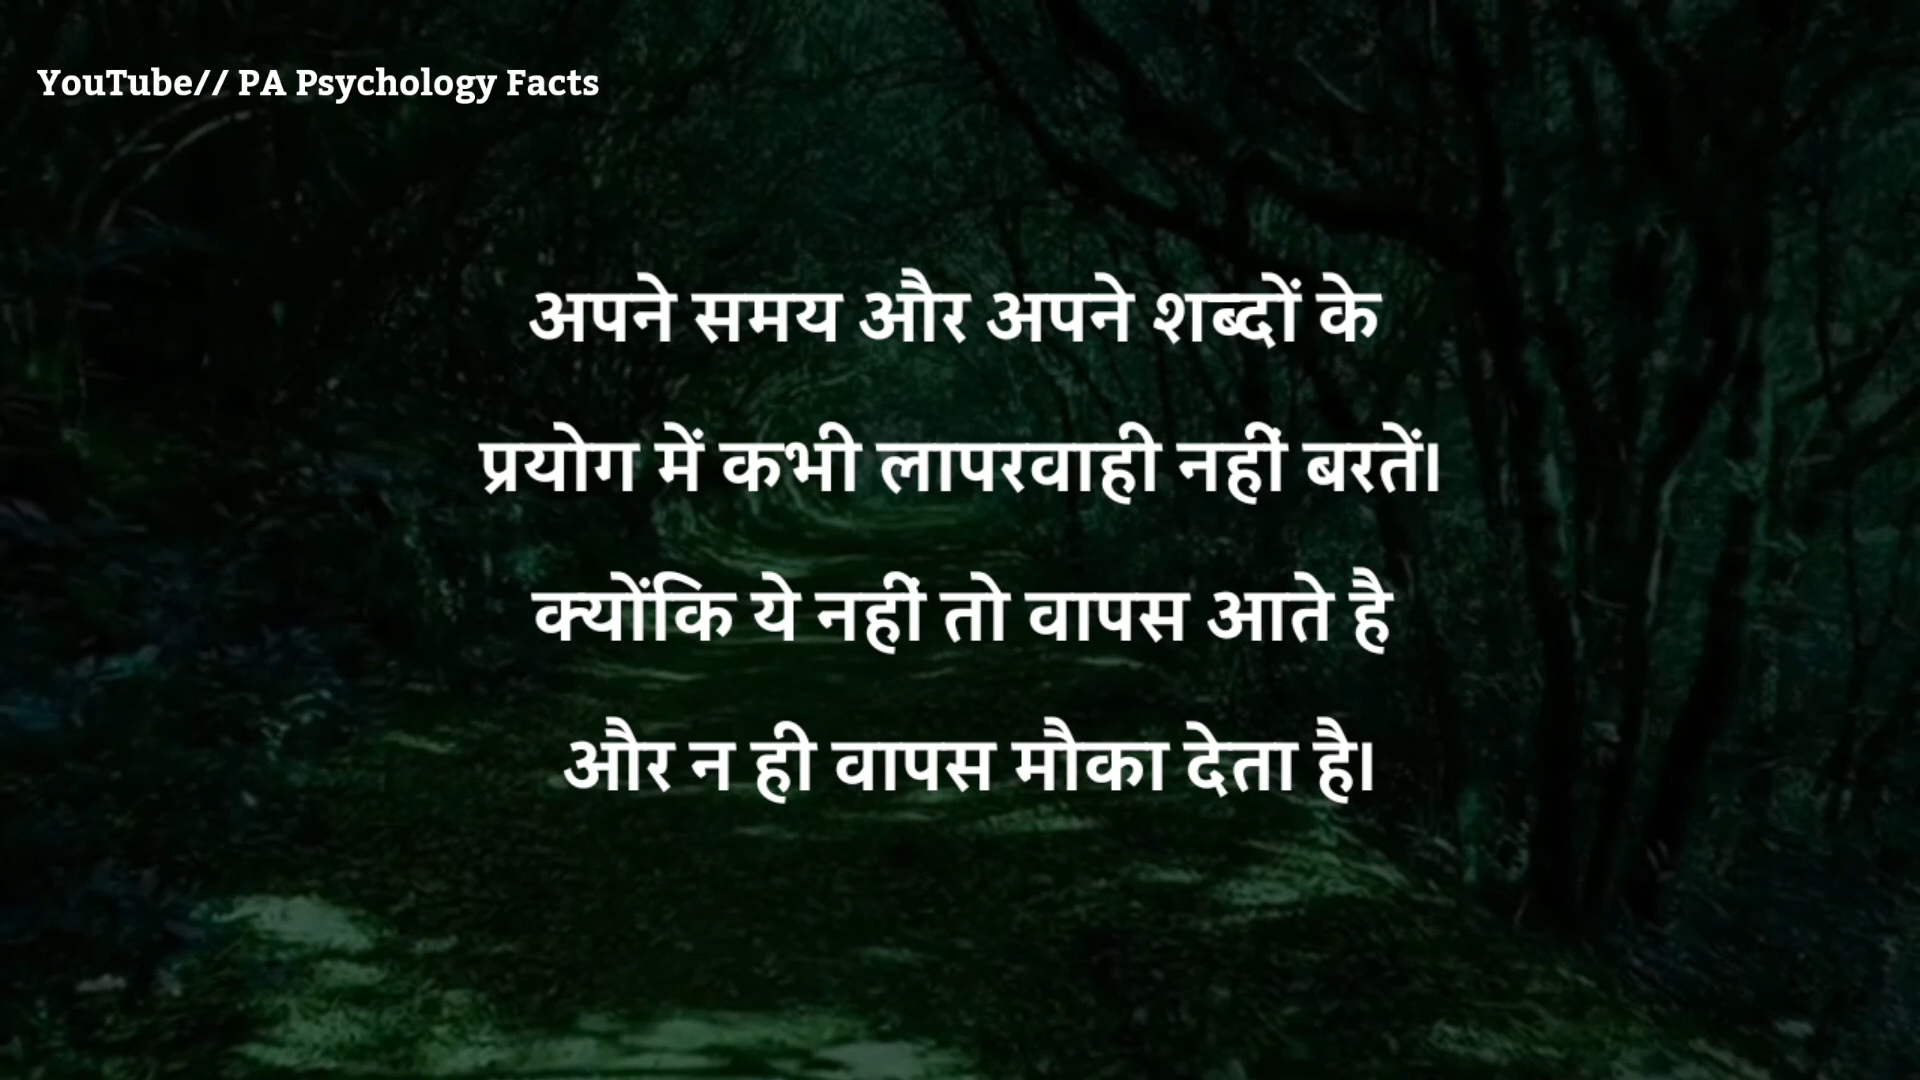 YouTube// PA Psychology Facts
अपने समय और अपने शब्दों के
प्रयोग में कभी लापरवाही नहीं बरतें।
क्योंकि ये नहीं तो वापस आते है
और न ही वापस मौका देता है।